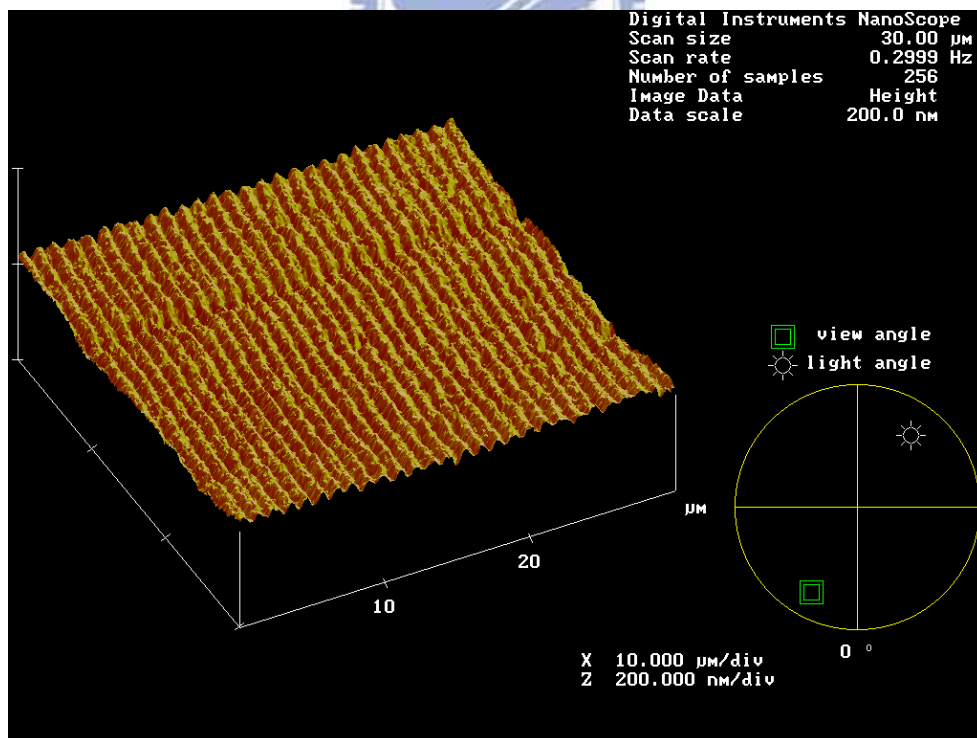 Digital Instruments NanoScope
Scan size 30.00 µm
Scan rate 0.2999 Hz
Number of samples 256
Image Data Height
Data scale 200.0 nm
view angle
light angle
µm
20
10
0 °
X 10.000 µm/div
Z 200.000 nm/div